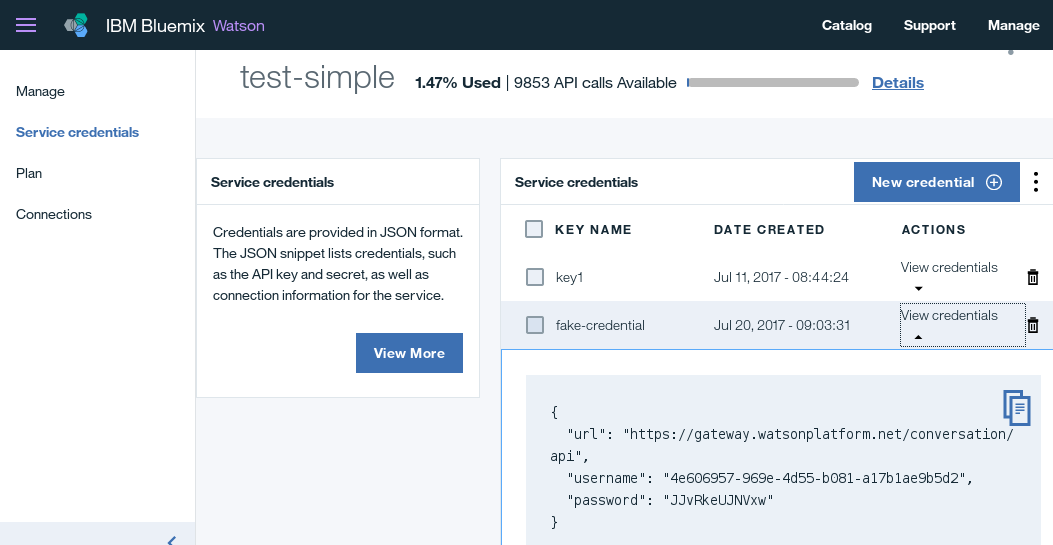 IBM Bluemix Watson
Catalog Support Manage
Manage
Service credentials
Plan
Connections
test-simple
1.47% Used | 9853 API calls Available
Details
Service credentials
Credentials are provided in JSON format.
The JSON snippet lists credentials, such
as the API key and secret, as well as
connection information for the service.
View More
Service credentials
New credential
KEY NAME DATE CREATED ACTIONS
key1 Jul 11, 2017 - 08:44:24 View credentials
fake-credential Jul 20, 2017 - 09:03:31 View credentials
{
"url": "https://gateway.watsonplatform.net/conversation/
api",
"username": "4e606957-969e-4d55-b081-a17b1ae9b5d2",
"password": "JJvRkeUJNVxw"
}